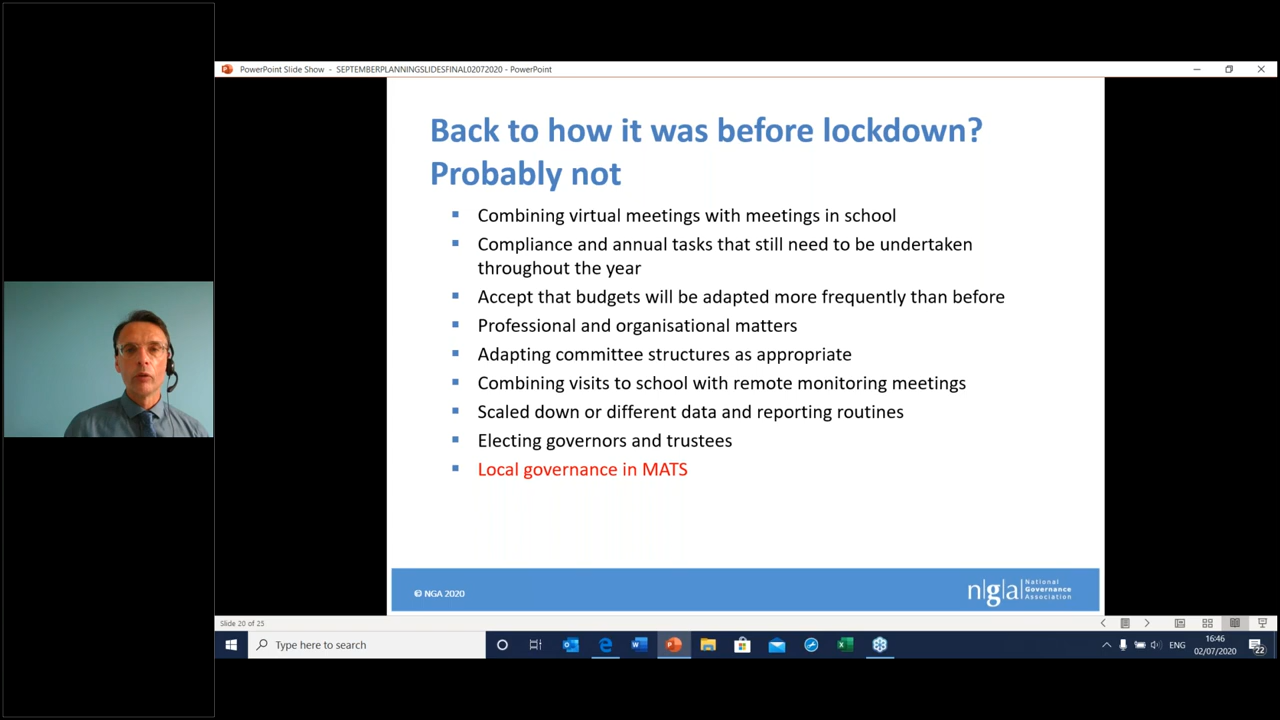 PowerPoint Slide Show - SEPTEMBERPLANNINGSLIDESFINAL02072020 - PowerPoint
Back to how it was before lockdown?
Probably not
Combining virtual meetings with meetings in school
Compliance and annual tasks that still need to be undertaken
throughout the year
Accept that budgets will be adapted more frequently than before
Professional and organisational matters
Adapting committee structures as appropriate
Combining visits to school with remote monitoring meetings
Scaled down or different data and reporting routines
Electing governors and trustees
Local governance in MATS
© NGA 2020
n|g|a National
Governance
Association
Slide 20 of 25
Type here to search
ENG
16:46
02/07/2020
22